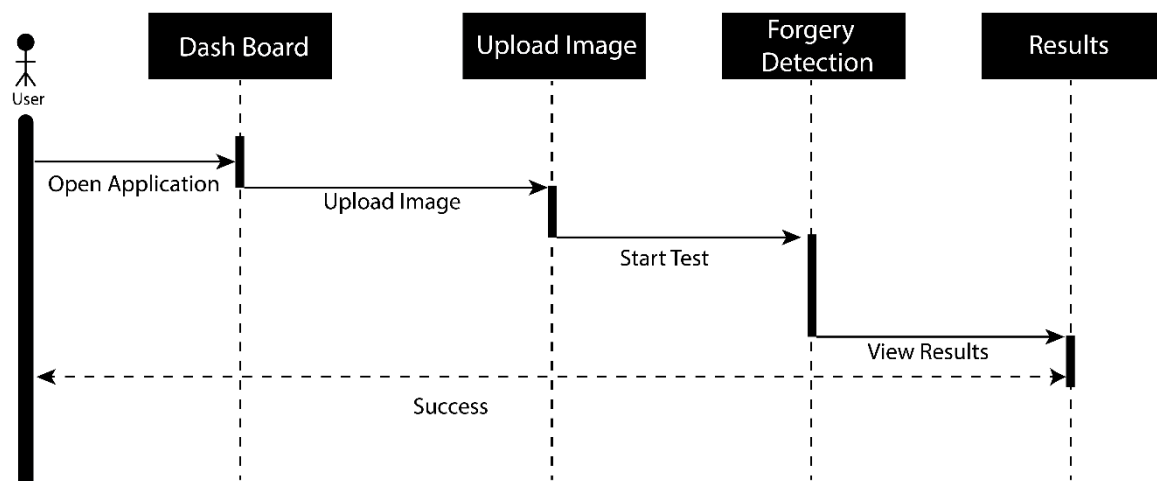 Dash Board
Upload Image
Forgery
Detection
Results
User
Open Application
Upload Image
Start Test
View Results
Success